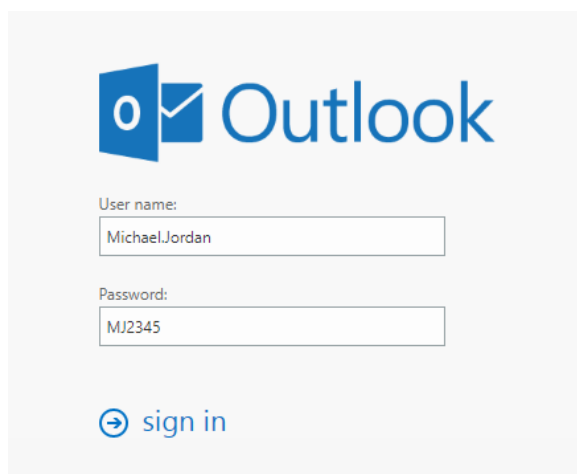 Outlook
User name:
Michael.Jordan
Password:
MJ2345
sign in